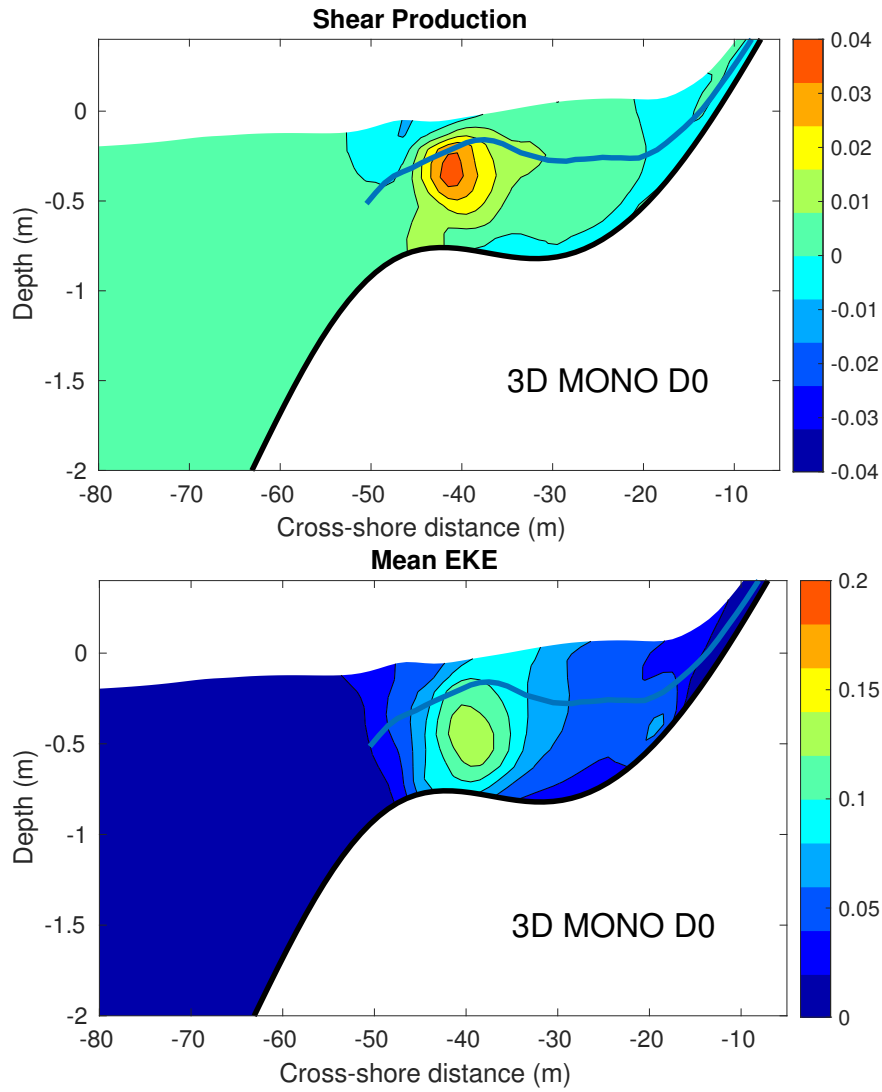 Shear Production
0.04
0.03
0.02
0.01
0
-0.01
-0.02
-0.03
-0.04
0
-0.5
-1
-1.5
-2
Depth (m)
3D MONO D0
-80 -70 -60 -50 -40 -30 -20 -10
Cross-shore distance (m)
Mean EKE
0.2
0.15
0.1
0.05
0
0
-0.5
-1
-1.5
-2
Depth (m)
3D MONO D0
-80 -70 -60 -50 -40 -30 -20 -10
Cross-shore distance (m)